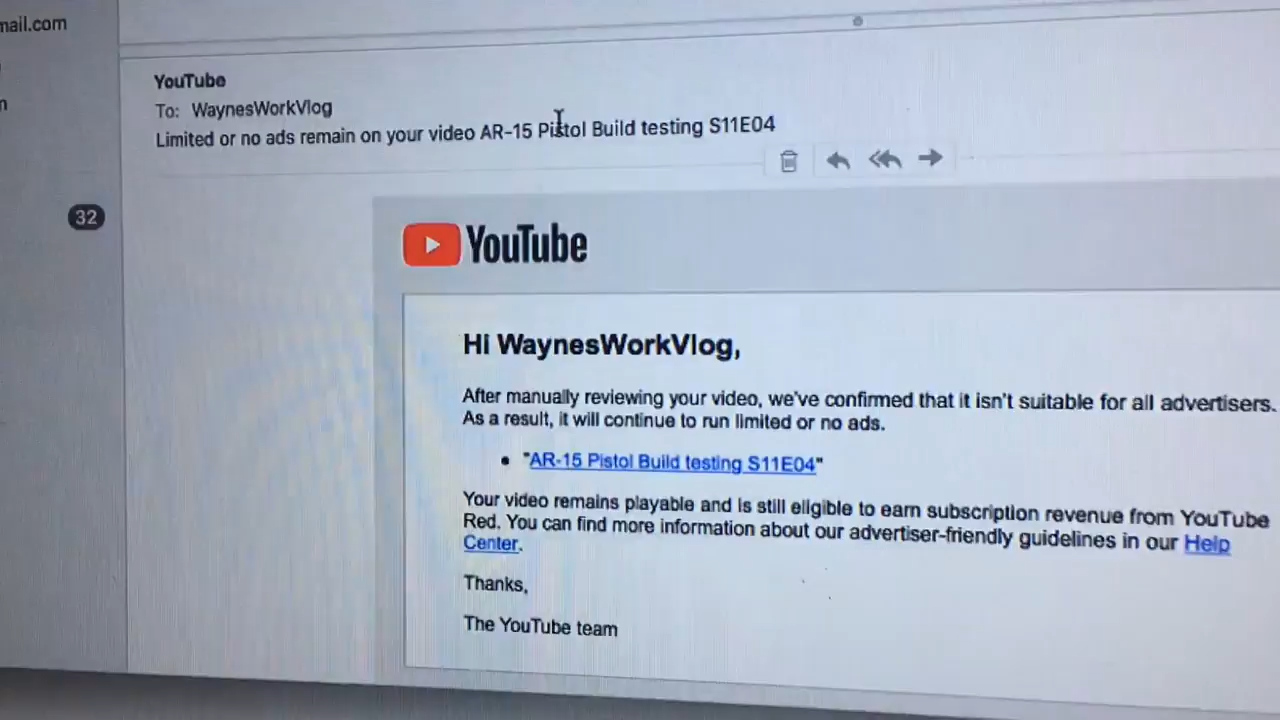 mail.com
YouTube
To: WaynesWorkVlog
Limited or no ads remain on your video AR-15 Pistol Build testing S11E04
32
YouTube
Hi WaynesWorkVlog,
After manually reviewing your video, we've confirmed that it isn't suitable for all advertisers.
As a result, it will continue to run limited or no ads.
• "AR-15 Pistol Build testing S11E04"
Your video remains playable and is still eligible to earn subscription revenue from YouTube
Red. You can find more information about our advertiser-friendly guidelines in our Help
Center.
Thanks,
The YouTube team